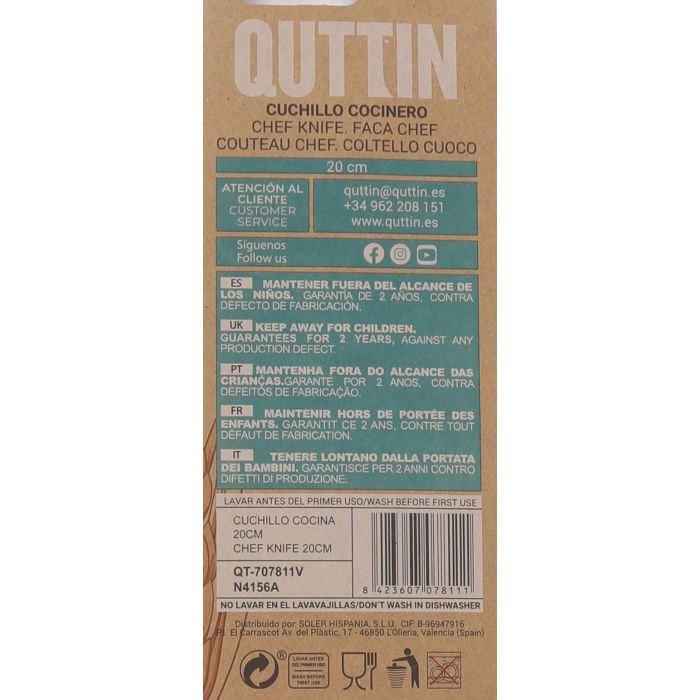 QUTTIN
CUCHILLO COCINERO
CHEF KNIFE. FACA CHEF
COUTEAU CHEF. COLTELLO CUOCO
20 cm
ATENCIÓN AL
CLIENTE
CUSTOMER
SERVICE
quttin@quttin.es
+34 962 208 151
www.quttin.es
Síguenos
Follow us
ES MANTENER FUERA DEL ALCANCE DE
LOS NIÑOS. GARANTÍA DE 2 AÑOS, CONTRA
DEFECTO DE FABRICACIÓN.
UK KEEP AWAY FOR CHILDREN.
GUARANTEES FOR 2 YEARS, AGAINST ANY
PRODUCTION DEFECT.
PT MANTENHA FORA DO ALCANCE DAS
CRIANÇAS.GARANTE POR 2 ANOS, CONTRA
DEFEITOS DE FABRICAÇÃO.
FR MAINTENIR HORS DE PORTÉE DES
ENFANTS. GARANTIT CE 2 ANS, CONTRE TOUT
DÉFAUT DE FABRICATION.
IT TENERE LONTANO DALLA PORTATA
DEI BAMBINI. GARANTISCE PER 2 ANNI CONTRO
DIFETTI DI PRODUZIONE.
LAVAR ANTES DEL PRIMER USO/WASH BEFORE FIRST USE
CUCHILLO COCINA
20CM
CHEF KNIFE 20CM
QT-707811V
N4156A
8 423607 078111
NO LAVAR EN EL LAVAVAJILLAS/DON'T WASH IN DISHWASHER
Distribuido por: SOLER HISPANIA, S.L.U. CIF. B-96947916
P.I. El Carrascot Av. del Plàstic, 17 - 46850 L'Olleria, Valencia (Spain)
®
LAVAR ANTES
DEL PRIMER USO
WASH BEFORE
FIRST USE